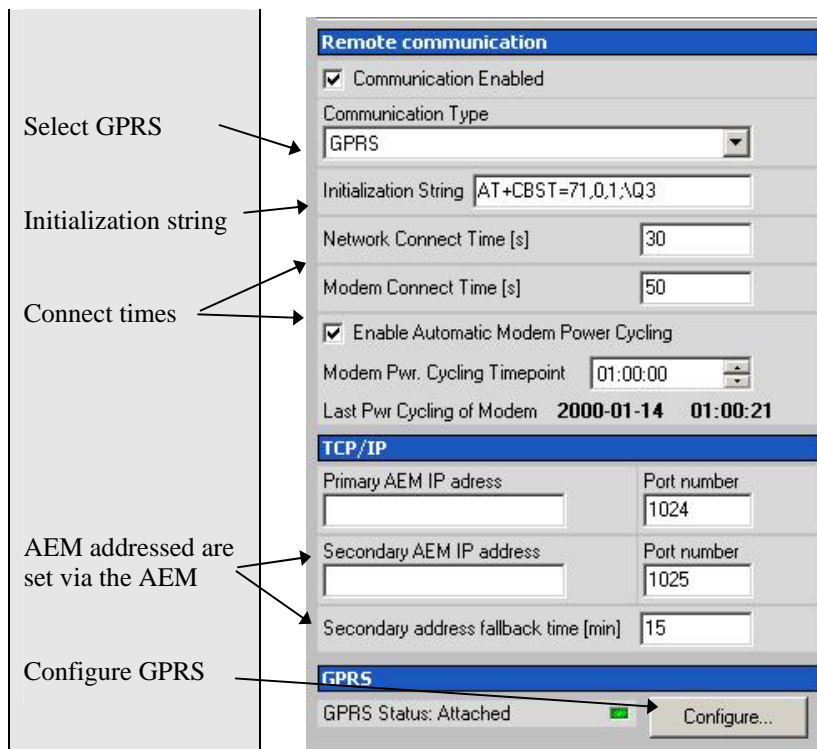 Select GPRS
Initialization string
Connect times
AEM addressed are
set via the AEM
Configure GPRS
Remote communication
Communication Enabled
Communication Type
GPRS
Initialization String AT+CBST=71,0,1;\Q3
Network Connect Time [s] 30
Modem Connect Time [s] 50
Enable Automatic Modem Power Cycling
Modem Pwr. Cycling Timepoint 01:00:00
Last Pwr Cycling of Modem 2000-01-14 01:00:21
TCP/IP
Primary AEM IP adress Port number
1024
Secondary AEM IP address Port number
1025
Secondary address fallback time [min] 15
GPRS
GPRS Status: Attached Configure...